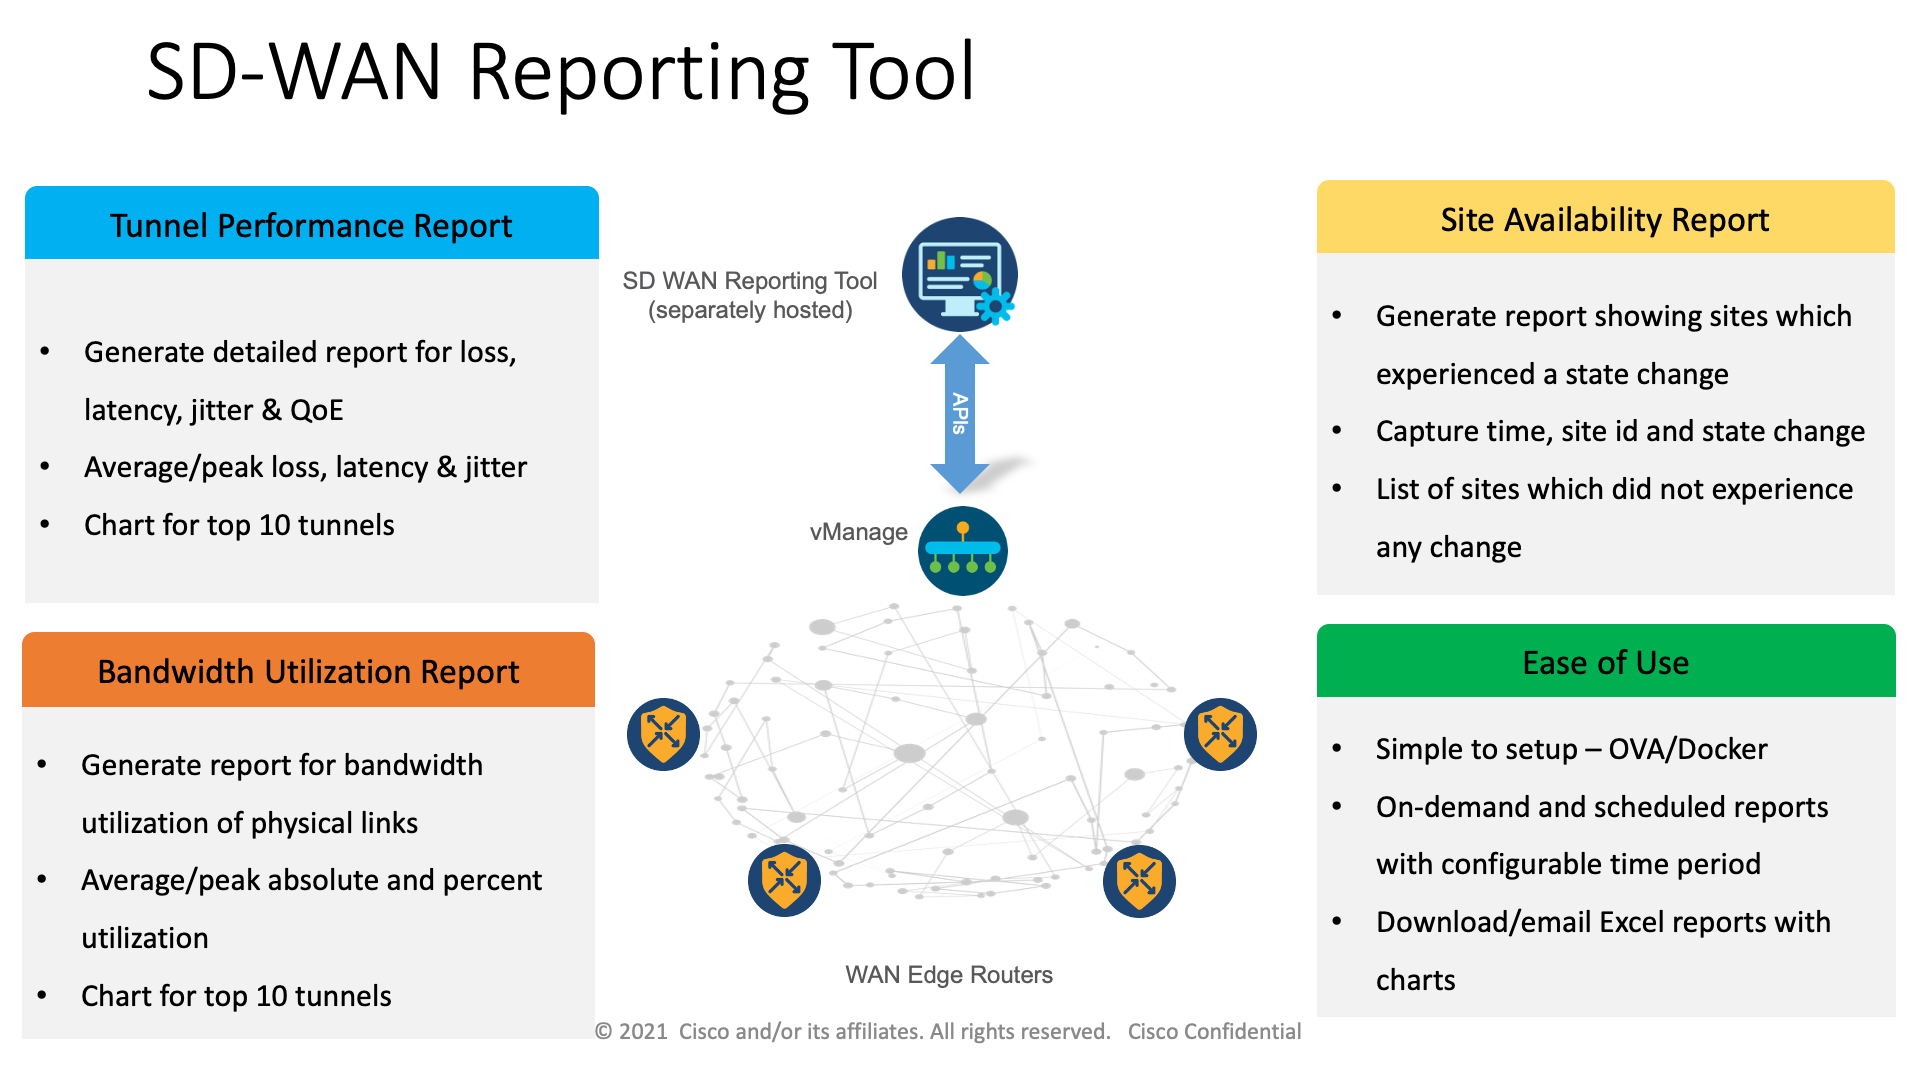 SD-WAN Reporting Tool
Tunnel Performance Report
• Generate detailed report for loss,
latency, jitter & QoE
• Average/peak loss, latency & jitter
• Chart for top 10 tunnels
Bandwidth Utilization Report
• Generate report for bandwidth
utilization of physical links
• Average/peak absolute and percent
utilization
• Chart for top 10 tunnels
SD WAN Reporting Tool
(separately hosted)
APIs
vManage
WAN Edge Routers
Site Availability Report
• Generate report showing sites which
experienced a state change
• Capture time, site id and state change
• List of sites which did not experience
any change
Ease of Use
• Simple to setup – OVA/Docker
• On-demand and scheduled reports
with configurable time period
• Download/email Excel reports with
charts
© 2021 Cisco and/or its affiliates. All rights reserved. Cisco Confidential